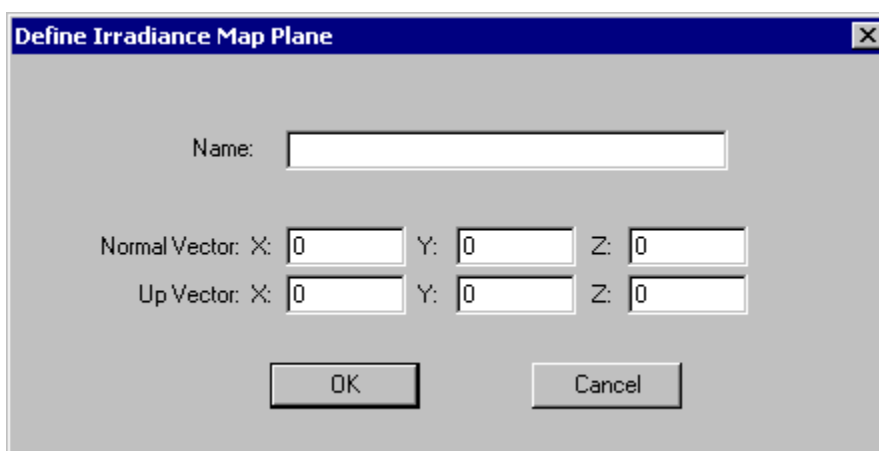 Define Irradiance Map Plane
Name:
Normal Vector: X: 0 Y: 0 Z: 0
Up Vector: X: 0 Y: 0 Z: 0
OK Cancel